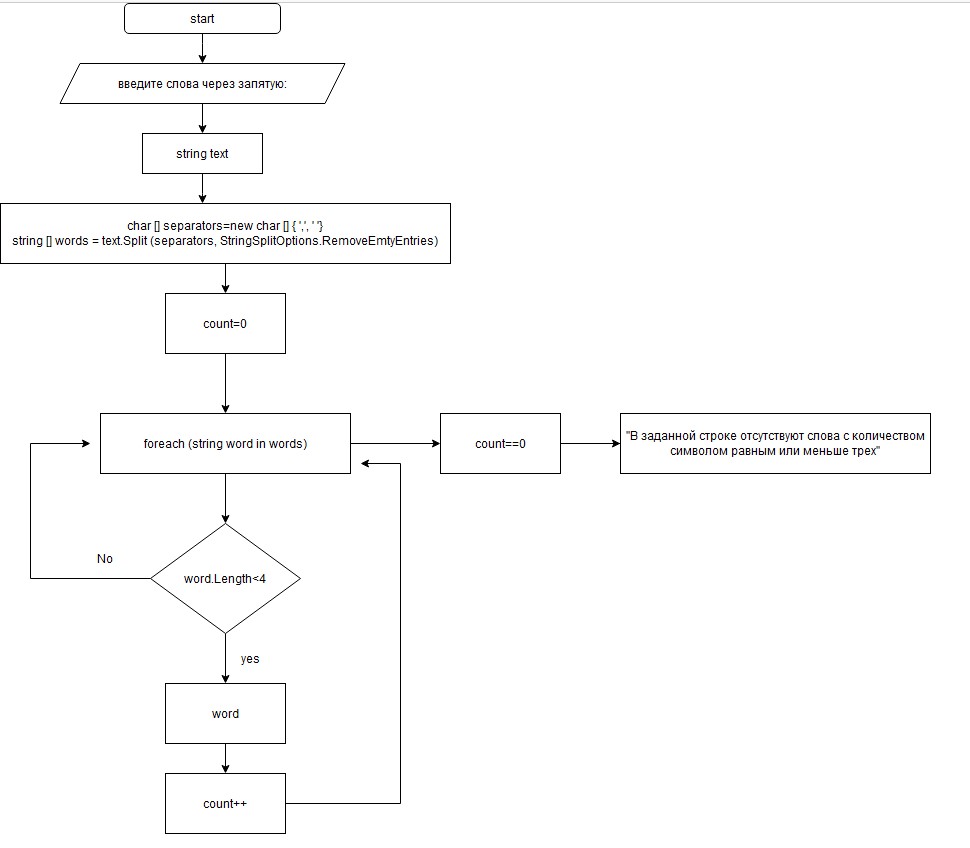 start
введите слова через запятую:
string text
char [] separators=new char [] { ',', ' '}
string [] words = text.Split (separators, StringSplitOptions.RemoveEmtyEntries)
count=0
foreach (string word in words)
count==0
"В заданной строке отсутствуют слова с количеством
символом равным или меньше трех"
No
word.Length<4
yes
word
count++